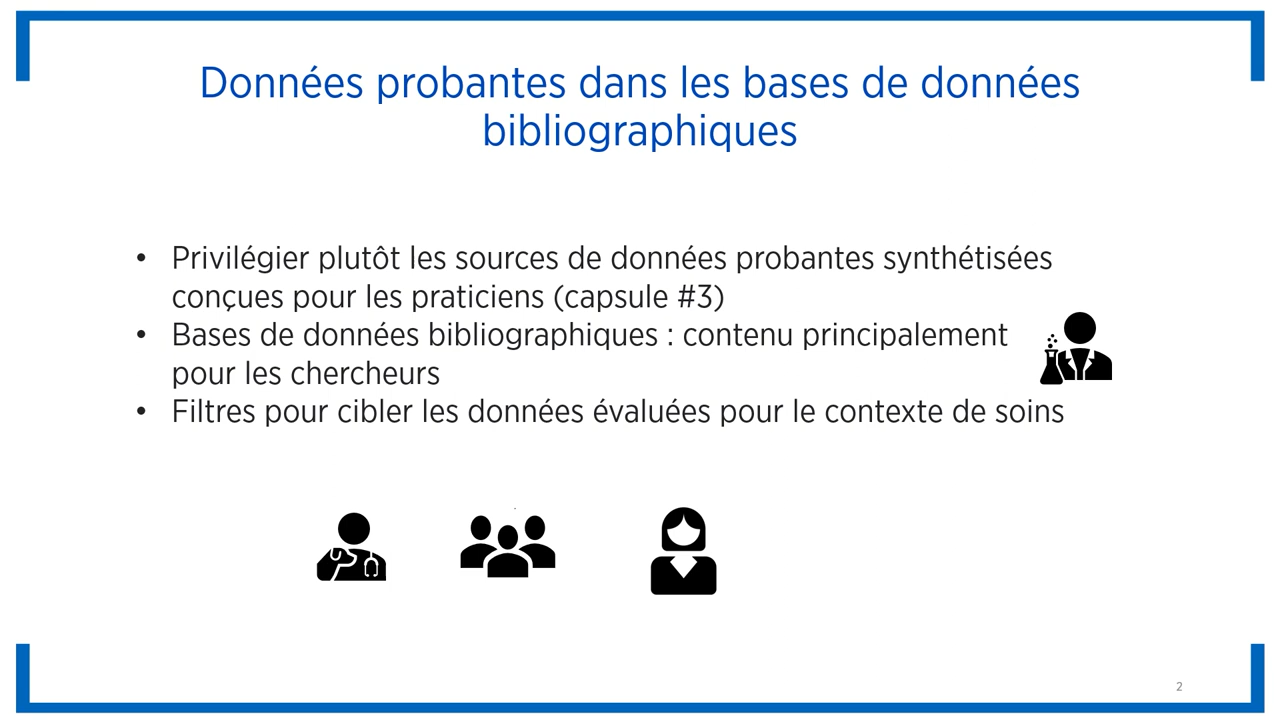 Données probantes dans les bases de données
bibliographiques
• Privilégier plutôt les sources de données probantes synthétisées
conçues pour les praticiens (capsule #3)
• Bases de données bibliographiques : contenu principalement
pour les chercheurs
• Filtres pour cibler les données évaluées pour le contexte de soins
2